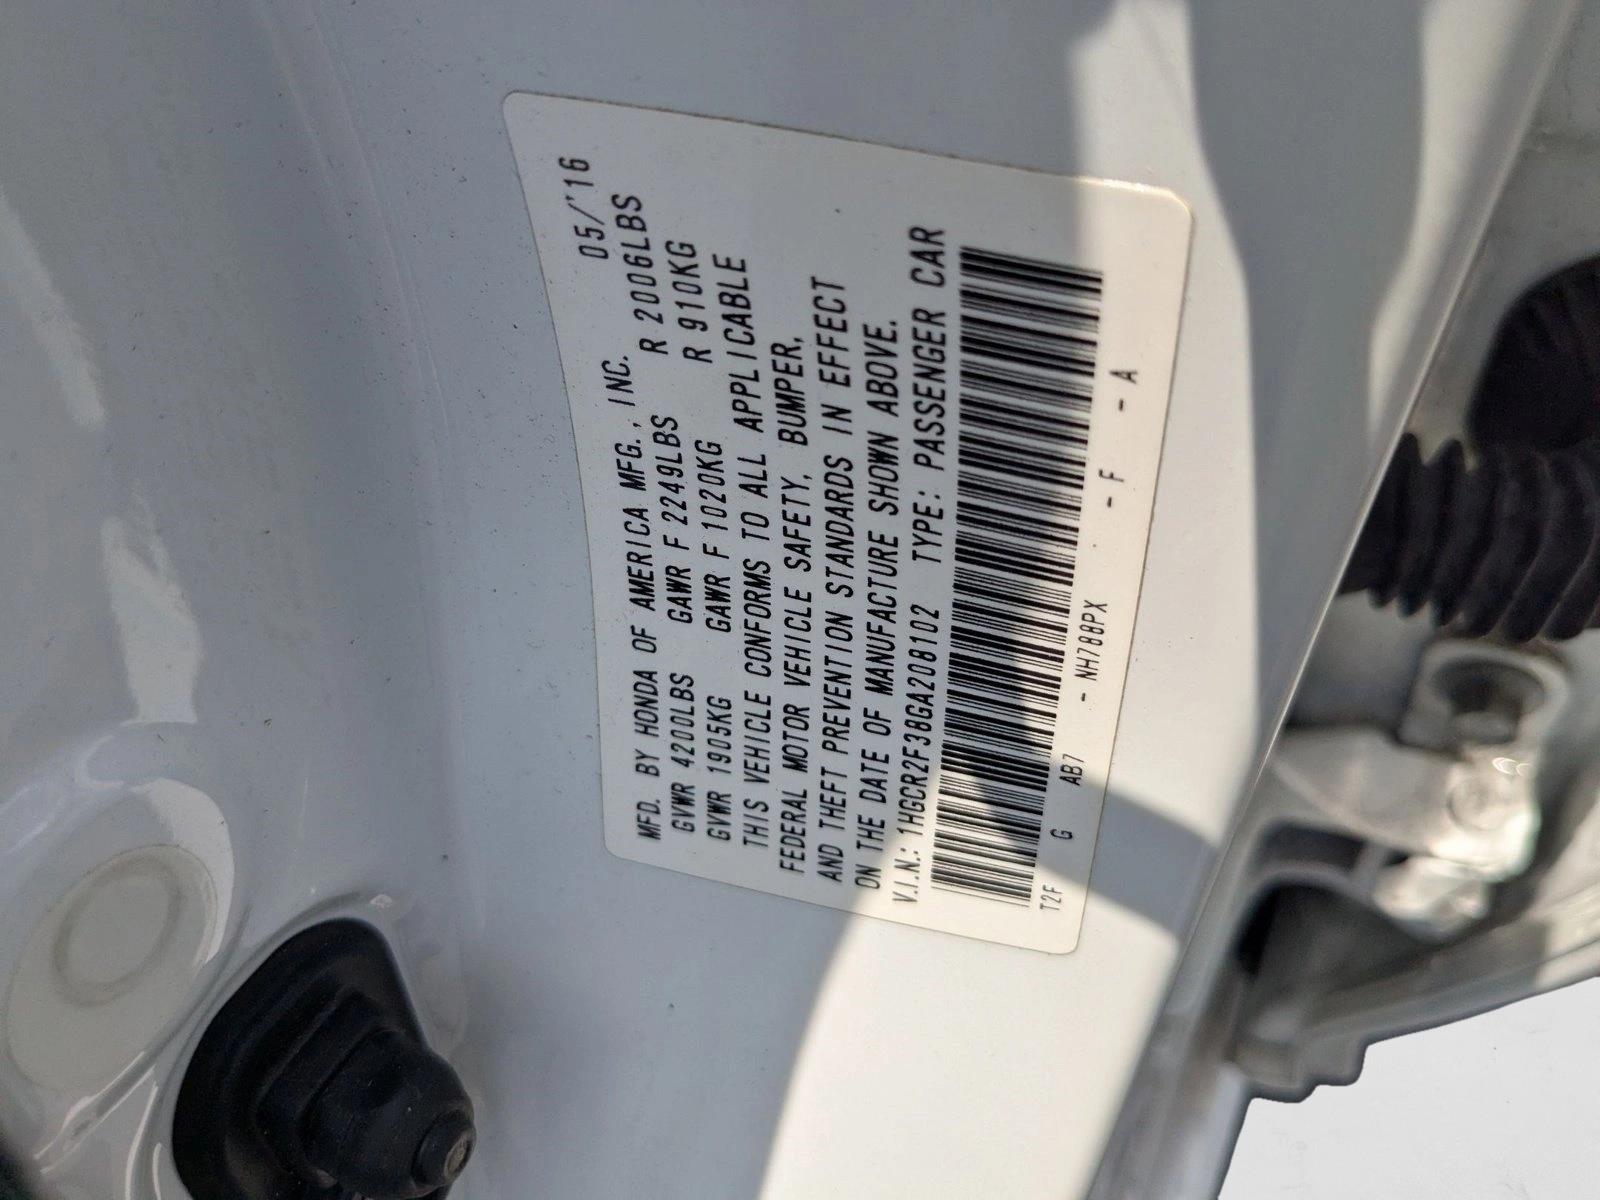 05/'16
MFD. BY HONDA OF AMERICA MFG., INC.
GVWR 4200LBS GAWR F 2249LBS R 2006LBS
GVWR 1905KG GAWR F 1020KG R 910KG
THIS VEHICLE CONFORMS TO ALL APPLICABLE
FEDERAL MOTOR VEHICLE SAFETY, BUMPER,
AND THEFT PREVENTION STANDARDS IN EFFECT
ON THE DATE OF MANUFACTURE SHOWN ABOVE.
V.I.N.: 1HGCR2F38GA208102 TYPE: PASSENGER CAR
T2F G AB7 - NH788PX - F - A